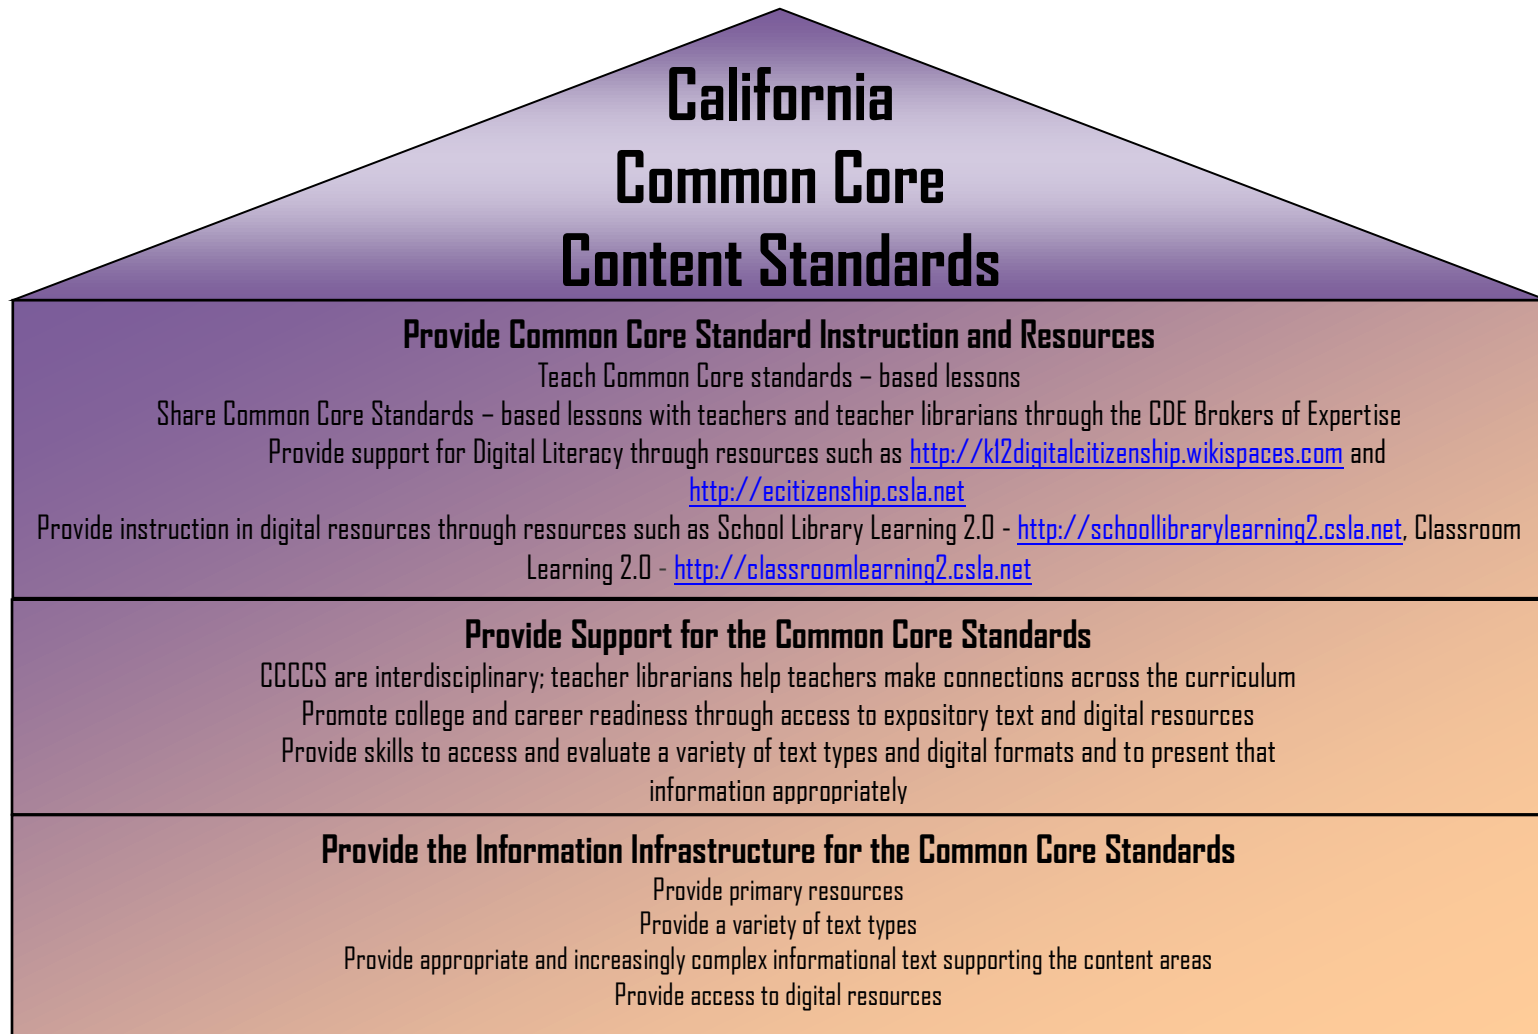 California
Common Core
Content Standards
Provide Common Core Standard Instruction and Resources
Teach Common Core standards – based lessons
Share Common Core Standards – based lessons with teachers and teacher librarians through the CDE Brokers of Expertise
Provide support for Digital Literacy through resources such as http://k12digitalcitizenship.wikispaces.com and
http://ecitizenship.csla.net
Provide instruction in digital resources through resources such as School Library Learning 2.0 - http://schoollibrarylearning2.csla.net, Classroom
Learning 2.0 - http://classroomlearning2.csla.net
Provide Support for the Common Core Standards
CCCCS are interdisciplinary; teacher librarians help teachers make connections across the curriculum
Promote college and career readiness through access to expository text and digital resources
Provide skills to access and evaluate a variety of text types and digital formats and to present that
information appropriately
Provide the Information Infrastructure for the Common Core Standards
Provide primary resources
Provide a variety of text types
Provide appropriate and increasingly complex informational text supporting the content areas
Provide access to digital resources